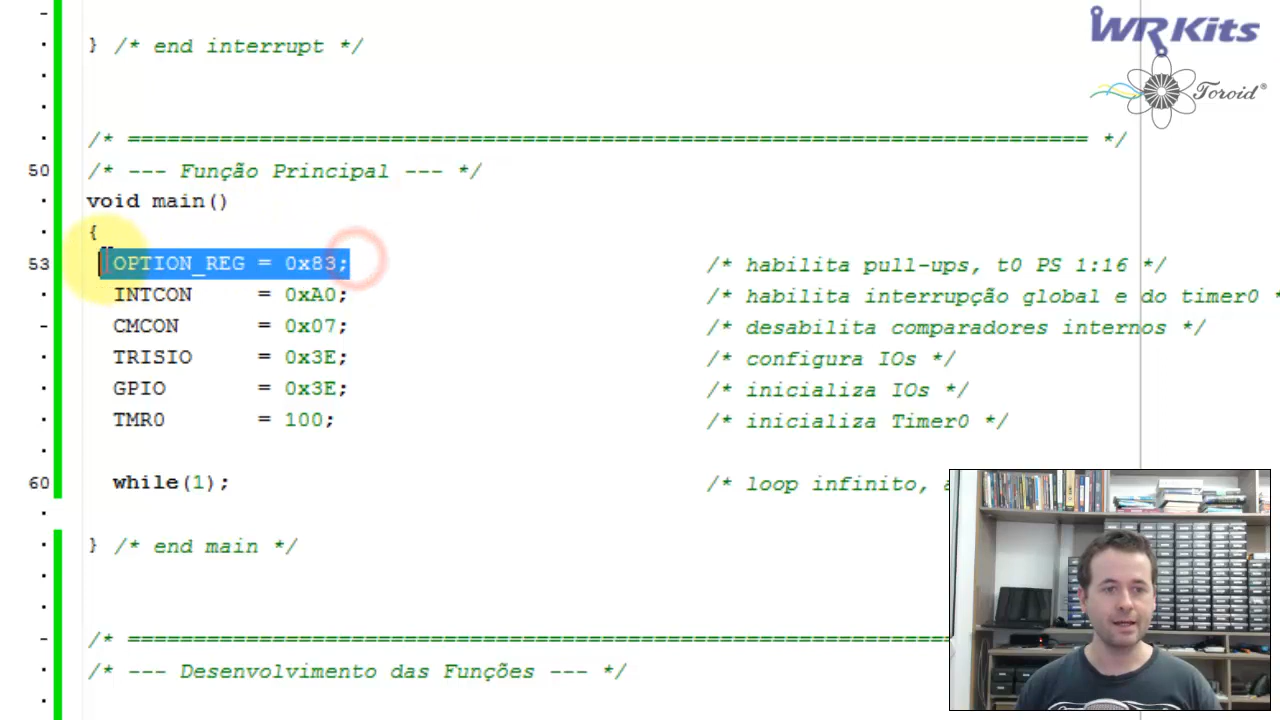 WR Kits
Toroid®
} /* end interrupt */
/* ========================================================================= */
50 /* --- Função Principal --- */
void main()
{
53 OPTION_REG = 0x83; /* habilita pull-ups, t0 PS 1:16 */
INTCON = 0xA0; /* habilita interrupção global e do timer0 *
CMCON = 0x07; /* desabilita comparadores internos */
TRISIO = 0x3E; /* configura IOs */
GPIO = 0x3E; /* inicializa IOs */
TMR0 = 100; /* inicializa Timer0 */
60 while(1); /* loop infinito,
} /* end main */
/* ===============================================================
/* --- Desenvolvimento das Funções --- */